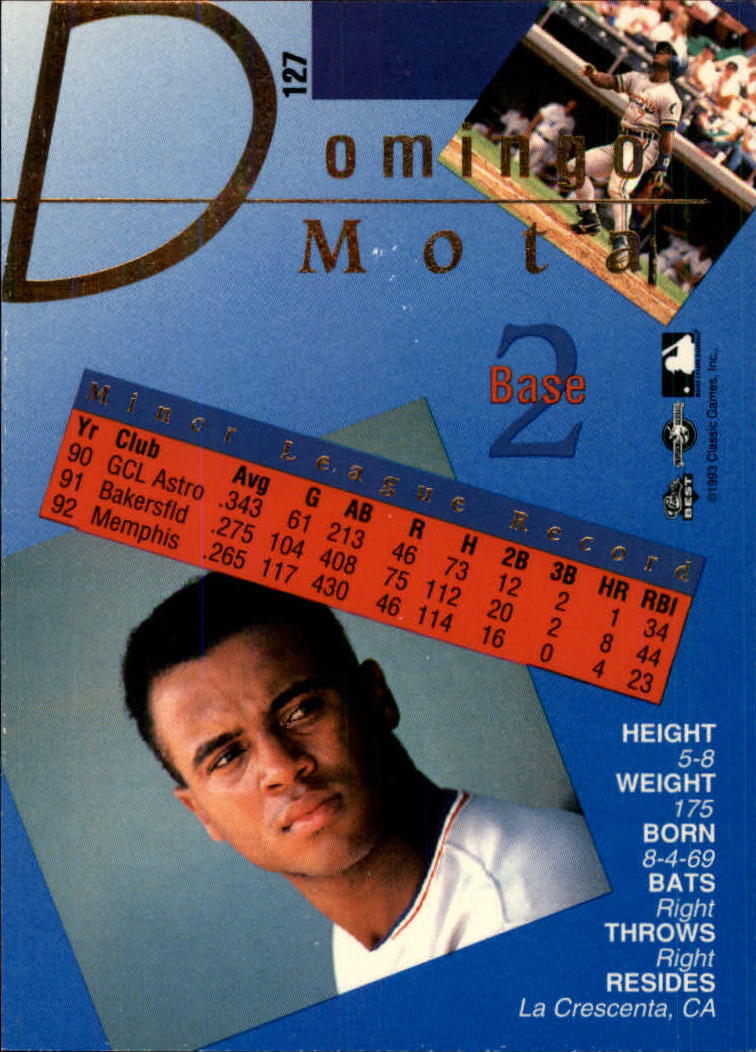 127
Domingo
Mota
2
Base
Minor League Record
Yr Club Avg G AB R H 2B 3B HR RBI
90 GCL Astro .343 61 213 46 73 12 2 1 34
91 Bakersfld .275 104 408 75 112 20 2 8 44
92 Memphis .265 117 430 46 114 16 0 4 23
©1993 Classic Games, Inc.
BEST
HEIGHT
5-8
WEIGHT
175
BORN
8-4-69
BATS
Right
THROWS
Right
RESIDES
La Crescenta, CA